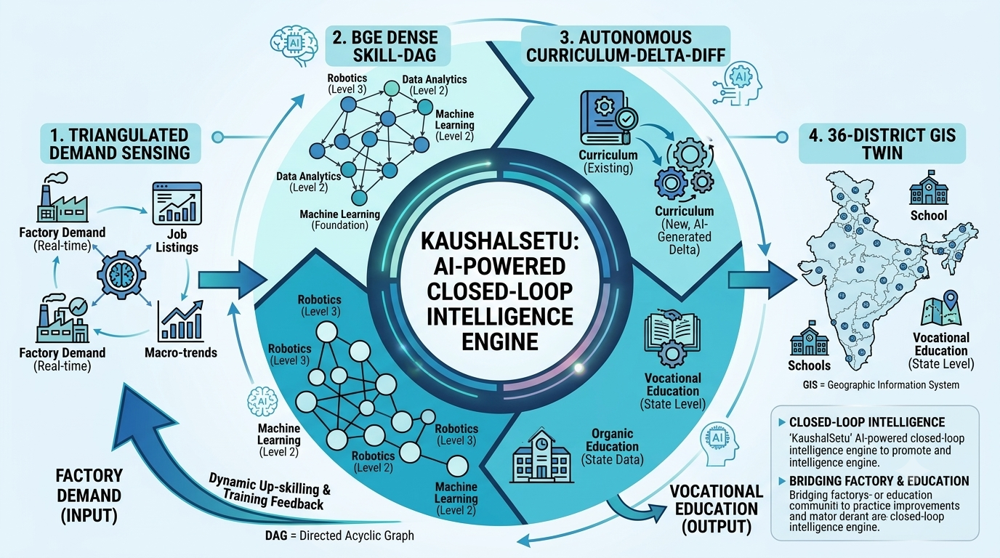 1. TRIANGULATED
DEMAND SENSING
Factory Demand
(Real-time)
Job
Listings
Factory Demand
(Real-time)
Macro-trends
FACTORY
DEMAND
(INPUT)
Dynamic Up-skilling &
Training Feedback
2. BGE DENSE
SKILL-DAG
AI
Robotics
(Level 3)
Data Analytics
(Level 2)
Machine
Learning
(Level 2)
Data Analytics
(Level 2)
Machine Learning
(Foundation)
Robotics
(Level 3)
Robotics
(Level 3)
AI
Machine
Learning
(Level 2)
Robotics
(Level 2)
Robotics
(Level 3)
Machine
Learning
(Level 2)
DAG = Directed Acyclic Graph
KAUSHALSETU:
AI-POWERED
CLOSED-LOOP
INTELLIGENCE
ENGINE
3. AUTONOMOUS
CURRICULUM-DELTA-DIFF
AI
Curriculum
(Existing)
Curriculum
(New, AI-
Generated
Delta)
Vocational
Education
(State Level)
Organic
Education
(State Data)
AI
VOCATIONAL
EDUCATION
(OUTPUT)
4. 36-DISTRICT GIS
TWIN
School
Schools
Vocational
Education
(State Level)
GIS = Geographic Information System
CLOSED-LOOP INTELLIGENCE
‘KaushalSetu’ AI-powered closed-loop
intelligence engine to promote and
intelligence engine.
BRIDGING FACTORY & EDUCATION
Bridging factorys- or education
communiti to practice improvements
and mator derant are closed-loop
intelligence engine.